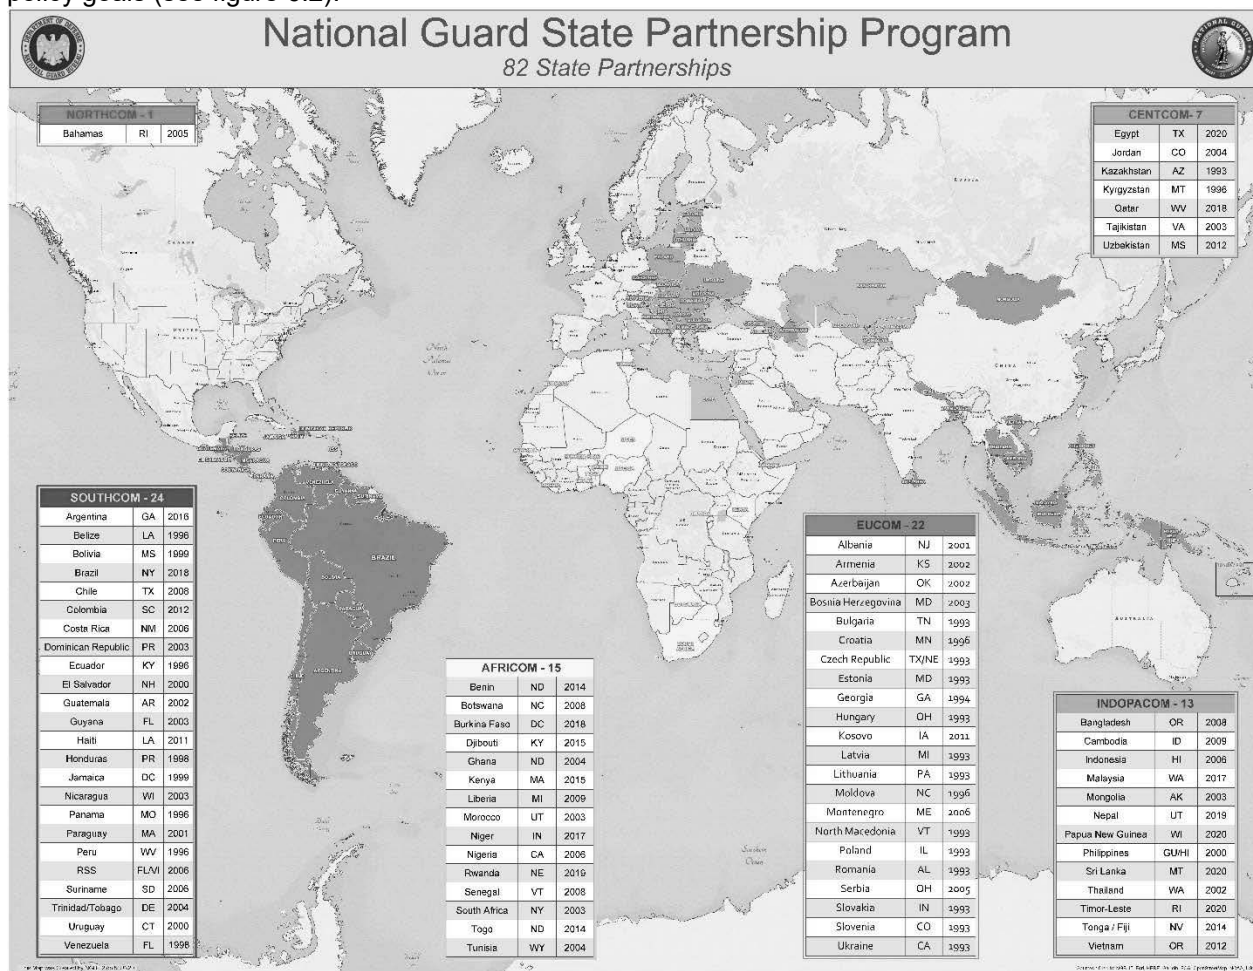 policy goals (see figure 6.2).
National Guard State Partnership Program
82 State Partnerships
NORTHCOM - 1
Bahamas RI 2005
CENTCOM- 7
Egypt TX 2020
Jordan CO 2004
Kazakhstan AZ 1993
Kyrgyzstan MT 1996
Qatar WV 2018
Tajikistan VA 2003
Uzbekistan MS 2012
SOUTHCOM - 24
Argentina GA 2016
Belize LA 1996
Bolivia MS 1999
Brazil NY 2018
Chile TX 2008
Colombia SC 2012
Costa Rica NM 2006
Dominican Republic PR 2003
Ecuador KY 1996
El Salvador NH 2000
Guatemala AR 2002
Guyana FL 2003
Haiti LA 2011
Honduras PR 1998
Jamaica DC 1999
Nicaragua WI 2003
Panama MO 1996
Paraguay MA 2001
Peru WV 1996
RSS FL/VI 2006
Suriname SD 2006
Trinidad/Tobago DE 2004
Uruguay CT 2000
Venezuela FL 1998
AFRICOM - 15
Benin ND 2014
Botswana NC 2008
Burkina Faso DC 2018
Djibouti KY 2015
Ghana ND 2004
Kenya MA 2015
Liberia MI 2009
Morocco UT 2003
Niger IN 2017
Nigeria CA 2006
Rwanda NE 2019
Senegal VT 2008
South Africa NY 2003
Togo ND 2014
Tunisia WY 2004
EUCOM - 22
Albania NJ 2001
Armenia KS 2002
Azerbaijan OK 2002
Bosnia Herzegovina MD 2003
Bulgaria TN 1993
Croatia MN 1996
Czech Republic TX/NE 1993
Estonia MD 1993
Georgia GA 1994
Hungary OH 1993
Kosovo IA 2011
Latvia MI 1993
Lithuania PA 1993
Moldova NC 1996
Montenegro ME 2006
North Macedonia VT 1993
Poland IL 1993
Romania AL 1993
Serbia OH 2005
Slovakia IN 1993
Slovenia CO 1993
Ukraine CA 1993
INDOPACOM - 13
Bangladesh OR 2008
Cambodia ID 2009
Indonesia HI 2006
Malaysia WA 2017
Mongolia AK 2003
Nepal UT 2019
Papua New Guinea WI 2020
Philippines GU/HI 2000
Sri Lanka MT 2020
Thailand WA 2002
Timor-Leste RI 2020
Tonga / Fiji NV 2014
Vietnam OR 2012
BRAZIL
ARGENTINA
BOLIVIA
MONGOLIA
CHINA
AUSTRALIA
North
Atlantic
Ocean
Southern
Ocean